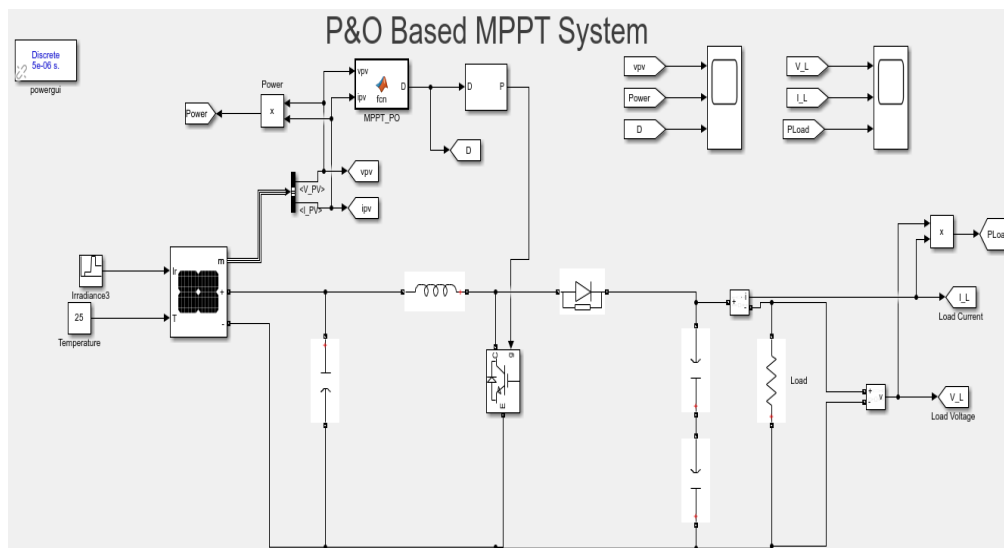 P&O Based MPPT System
Discrete
5e-06 s.
powergui
Power
Power
x
vpv
ipv
fcn
D
MPPT_PO
D
P
D
<V_PV>
<I_PV>
vpv
ipv
vpv
Power
D
V_L
I_L
PLoad
Irradiance3
25
Temperature
Ir
T
m
+
-
g
C
E
+
i
-
Load
x
PLoa
I_L
Load Current
+
-
v
V_L
Load Voltage